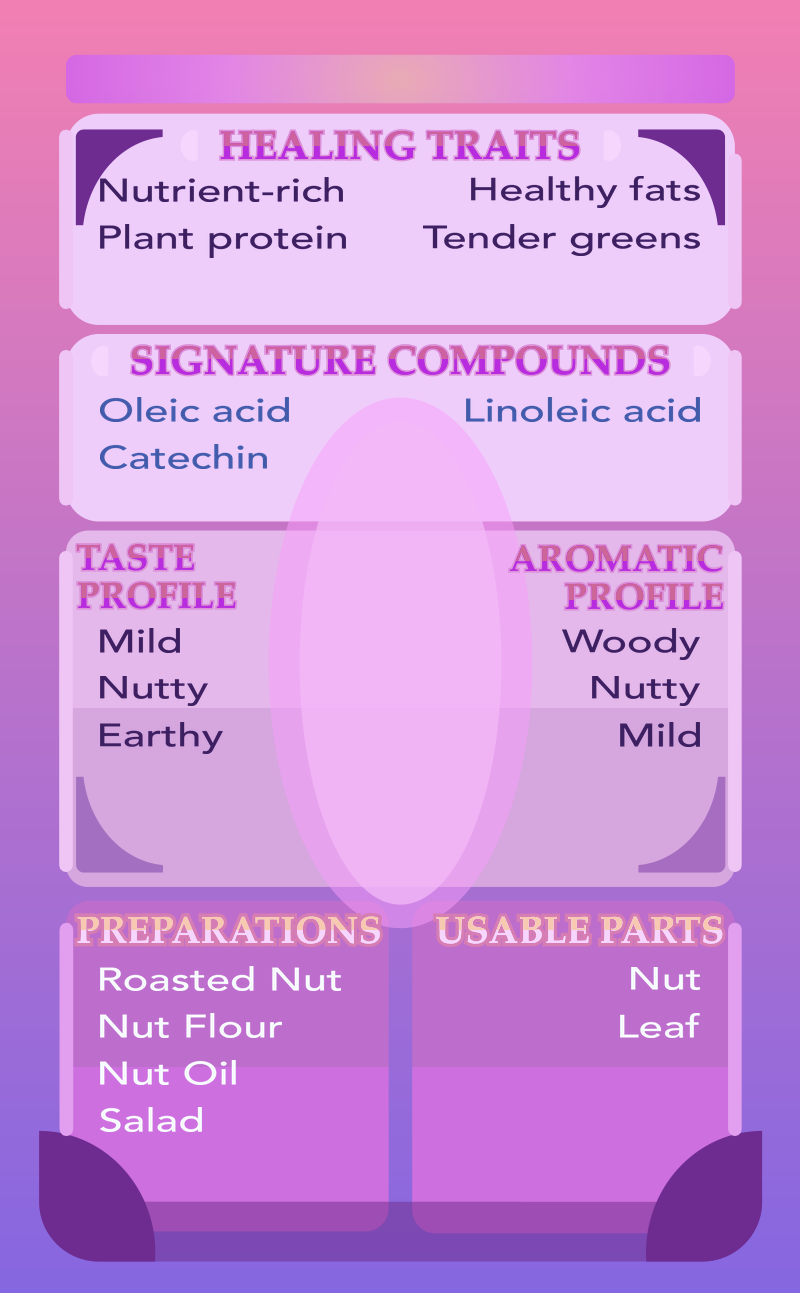 HEALING TRAITS
Nutrient-rich Healthy fats
Plant protein Tender greens
SIGNATURE COMPOUNDS
Oleic acid Linoleic acid
Catechin
TASTE PROFILE
Mild
Nutty
Earthy
AROMATIC PROFILE
Woody
Nutty
Mild
PREPARATIONS
Roasted Nut
Nut Flour
Nut Oil
Salad
USABLE PARTS
Nut
Leaf